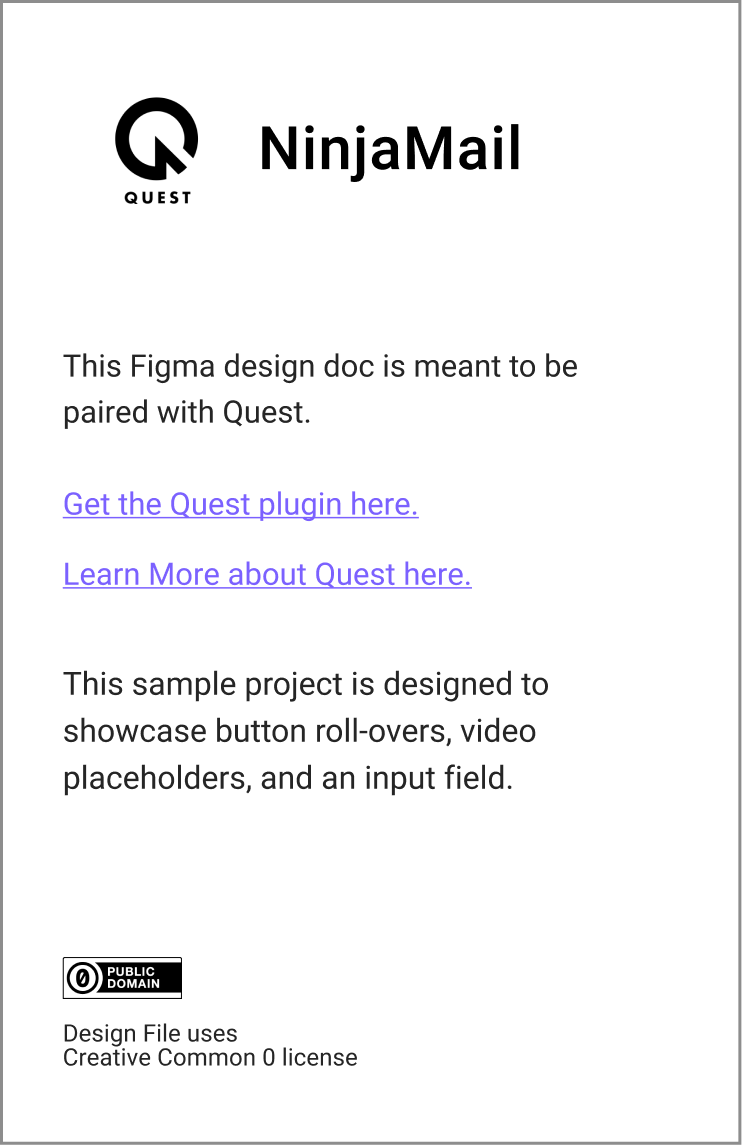 QUEST
NinjaMail
This Figma design doc is meant to be
paired with Quest.
Get the Quest plugin here.
Learn More about Quest here.
This sample project is designed to
showcase button roll-overs, video
placeholders, and an input field.
0 PUBLIC
DOMAIN
Design File uses
Creative Common 0 license